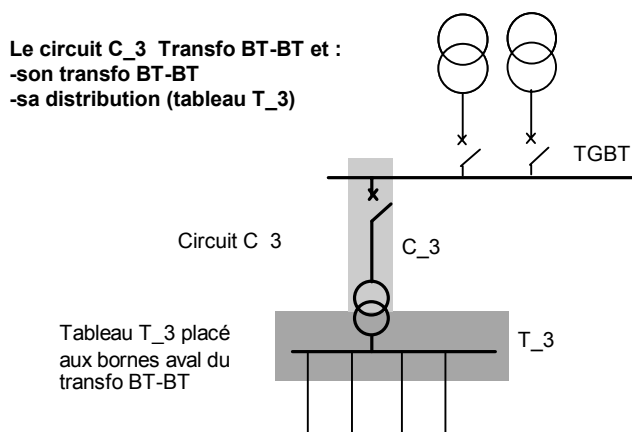 Le circuit C_3 Transfo BT-BT et :
-son transfo BT-BT
-sa distribution (tableau T_3)
TGBT
Circuit C 3
C_3
Tableau T_3 placé
aux bornes aval du
transfo BT-BT
T_3